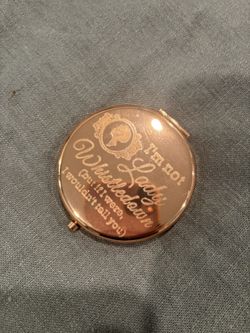 I'm not
Lady
Whistledown
(but if I were,
I wouldn't tell you)